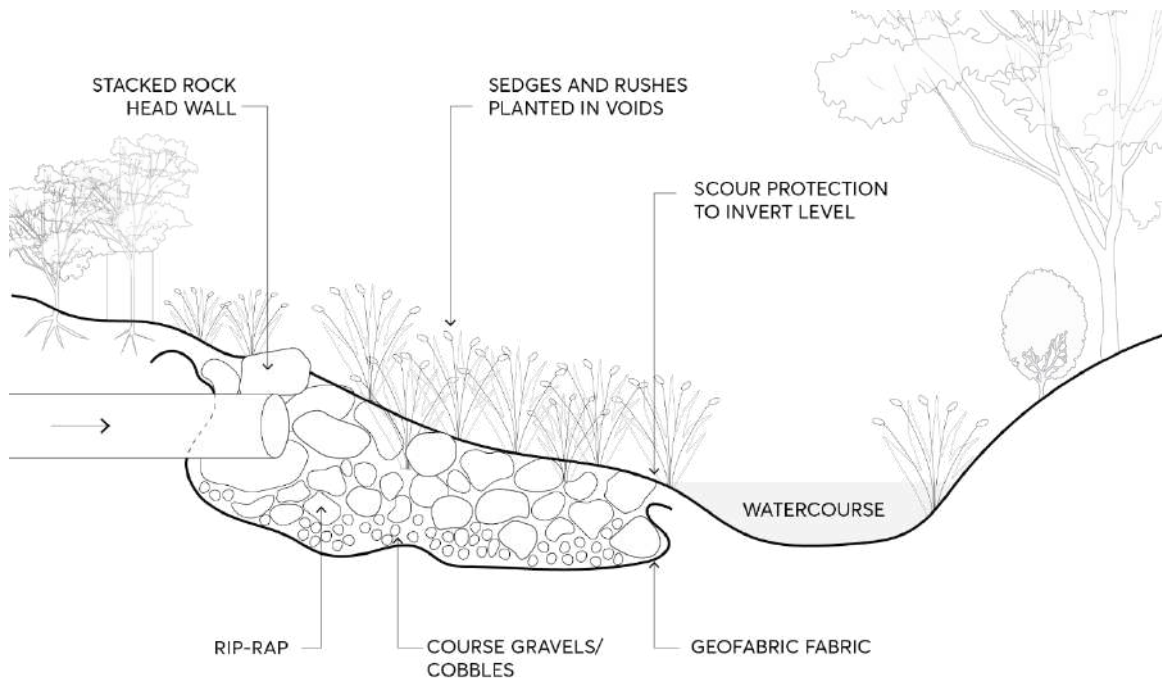 STACKED ROCK
HEAD WALL
SEDGES AND RUSHES
PLANTED IN VOIDS
SCOUR PROTECTION
TO INVERT LEVEL
WATERCOURSE
RIP-RAP
COURSE GRAVELS/
COBBLES
GEOFABRIC FABRIC